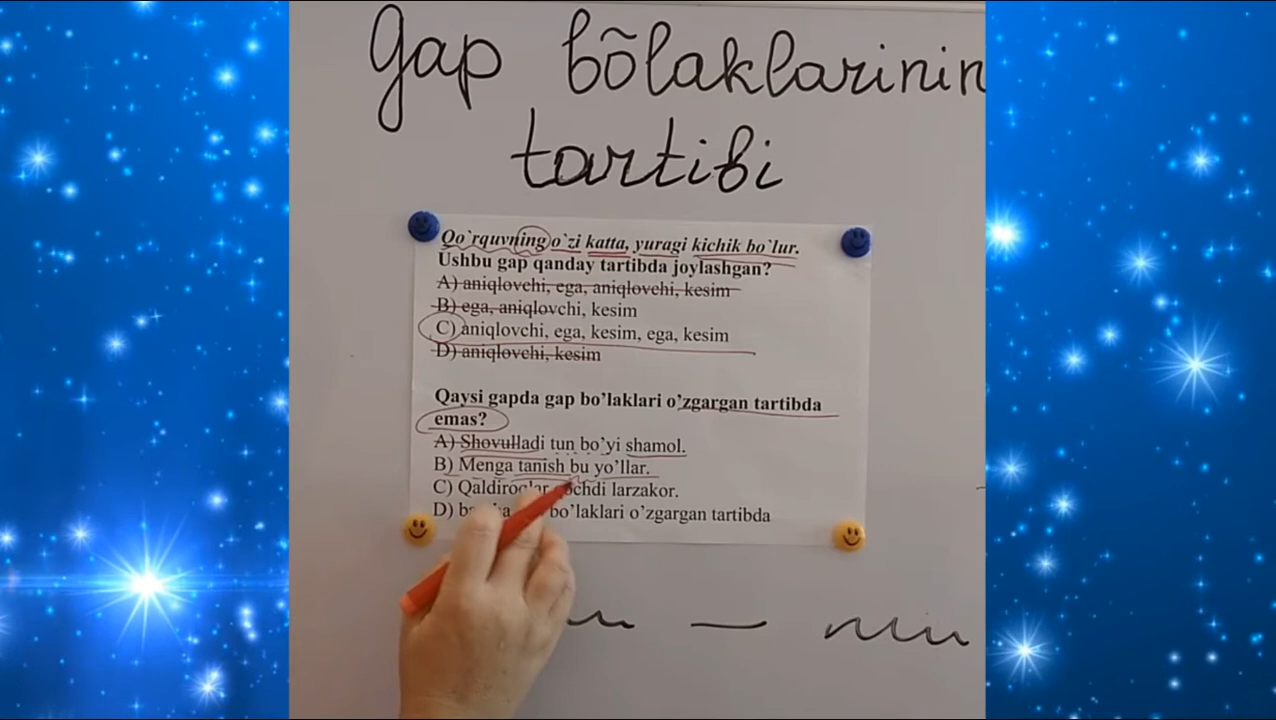 Gap bõlaklarinin
tartibi
Qo`rquvning o`zi katta, yuragi kichik bo`lur.
Ushbu gap qanday tartibda joylashgan?
A) aniqlovchi, ega, aniqlovchi, kesim
B) ega, aniqlovchi, kesim
C) aniqlovchi, ega, kesim, ega, kesim
D) aniqlovchi, kesim
Qaysi gapda gap bo’laklari o’zgargan tartibda
emas?
A) Shovulladi tun bo’yi shamol.
B) Menga tanish bu yo’llar.
C) Qaldiroqlar qochdi larzakor.
D) bo’laklari o’zgargan tartibda